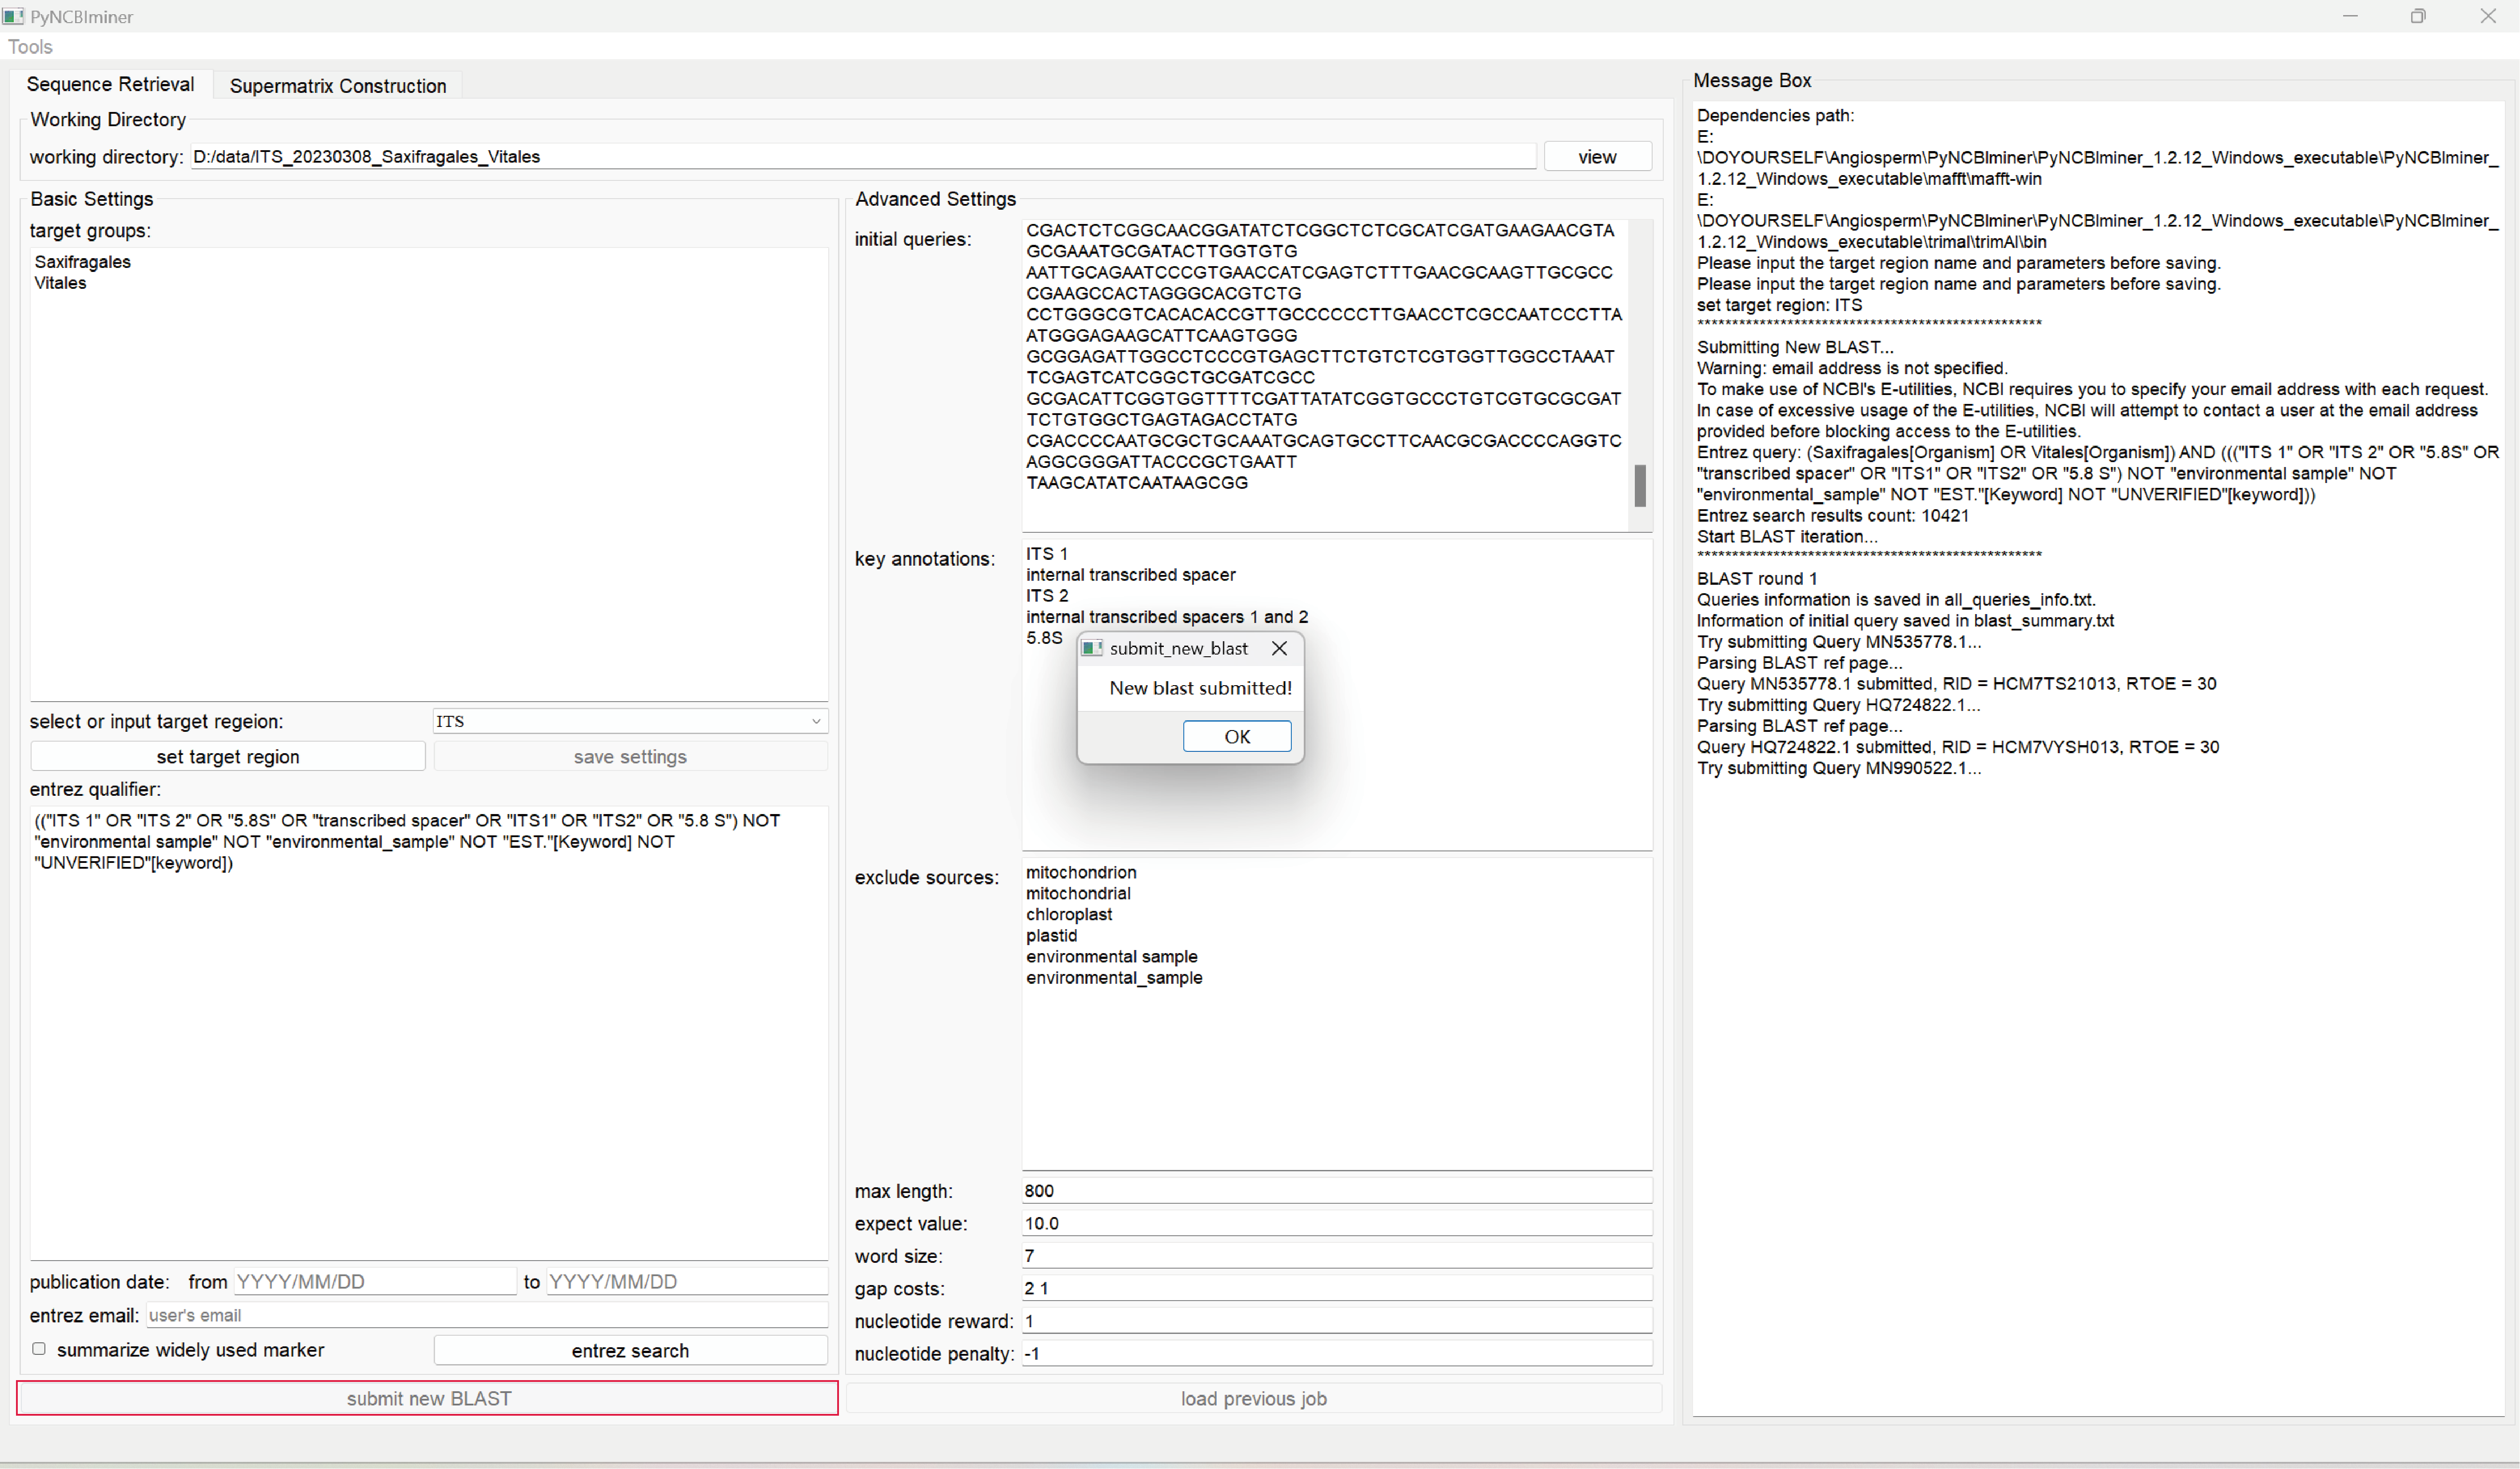 PyNCBIminer
Tools
Sequence Retrieval
Supermatrix Construction
Working Directory
working directory: D:/data/ITS_20230308_Saxifragales_Vitales
view
Basic Settings
target groups:
Saxifragales
Vitales
select or input target regeion:
ITS
set target region
save settings
entrez qualifier:
(("ITS 1" OR "ITS 2" OR "5.8S" OR "transcribed spacer" OR "ITS1" OR "ITS2" OR "5.8 S") NOT
"environmental sample" NOT "environmental_sample" NOT "EST."[Keyword] NOT
"UNVERIFIED"[keyword])
publication date: from YYYY/MM/DD to YYYY/MM/DD
entrez email: user's email
summarize widely used marker
entrez search
submit new BLAST
Advanced Settings
initial queries:
CGACTCTCGGCAACGGATATCTCGGCTCTCGCATCGATGAAGAACGTA
GCGAAATGCGATACTTGGTGTG
AATTGCAGAATCCCGTGAACCATCGAGTCTTTGAACGCAAGTTGCGCC
CGAAGCCACTAGGGCACGTCTG
CCTGGGCGTCACACACCGTTGCCCCCCTTGAACCTCGCCAATCCCTTA
ATGGGAGAAGCATTCAAGTGGG
GCGGAGATTGGCCTCCCGTGAGCTTCTGTCTCGTGGTTGGCCTAAAT
TCGAGTCATCGGCTGCGATCGCC
GCGACATTCGGTGGTTTTCGATTATATCGGTGCCCTGTCGTGCGCGAT
TCTGTGGCTGAGTAGACCTATG
CGACCCCAATGCGCTGCAAATGCAGTGCCTTCAACGCGACCCCAGGTC
AGGCGGGATTACCCGCTGAATT
TAAGCATATCAATAAGCGG
key annotations:
ITS 1
internal transcribed spacer
ITS 2
internal transcribed spacers 1 and 2
5.8S
submit_new_blast
New blast submitted!
OK
exclude sources:
mitochondrion
mitochondrial
chloroplast
plastid
environmental sample
environmental_sample
max length: 800
expect value: 10.0
word size: 7
gap costs: 2 1
nucleotide reward: 1
nucleotide penalty: -1
load previous job
Message Box
Dependencies path:
E:
\DOYOURSELF\Angiosperm\PyNCBIminer\PyNCBIminer_1.2.12_Windows_executable\PyNCBIminer_
1.2.12_Windows_executable\mafft\mafft-win
E:
\DOYOURSELF\Angiosperm\PyNCBIminer\PyNCBIminer_1.2.12_Windows_executable\PyNCBIminer_
1.2.12_Windows_executable\trimal\trimAl\bin
Please input the target region name and parameters before saving.
Please input the target region name and parameters before saving.
set target region: ITS
**************************************************
Submitting New BLAST...
Warning: email address is not specified.
To make use of NCBI's E-utilities, NCBI requires you to specify your email address with each request.
In case of excessive usage of the E-utilities, NCBI will attempt to contact a user at the email address
provided before blocking access to the E-utilities.
Entrez query: (Saxifragales[Organism] OR Vitales[Organism]) AND ((("ITS 1" OR "ITS 2" OR "5.8S" OR
"transcribed spacer" OR "ITS1" OR "ITS2" OR "5.8 S") NOT "environmental sample" NOT
"environmental_sample" NOT "EST."[Keyword] NOT "UNVERIFIED"[keyword]))
Entrez search results count: 10421
Start BLAST iteration...
**************************************************
BLAST round 1
Queries information is saved in all_queries_info.txt.
Information of initial query saved in blast_summary.txt
Try submitting Query MN535778.1...
Parsing BLAST ref page...
Query MN535778.1 submitted, RID = HCM7TS21013, RTOE = 30
Try submitting Query HQ724822.1...
Parsing BLAST ref page...
Query HQ724822.1 submitted, RID = HCM7VYSH013, RTOE = 30
Try submitting Query MN990522.1...